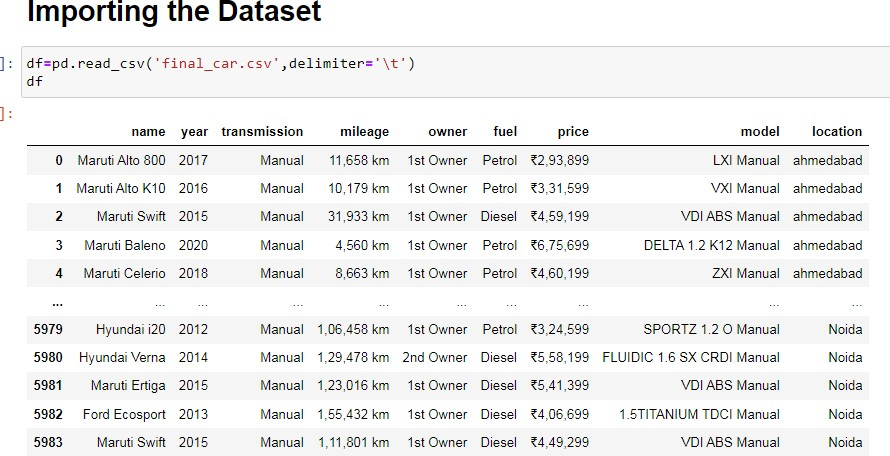 Importing the Dataset
]: df=pd.read_csv('final_car.csv',delimiter='\t')
df
]:
name year transmission mileage owner fuel price model location
0 Maruti Alto 800 2017 Manual 11,658 km 1st Owner Petrol ₹2,93,899 LXI Manual ahmedabad
1 Maruti Alto K10 2016 Manual 10,179 km 1st Owner Petrol ₹3,31,599 VXI Manual ahmedabad
2 Maruti Swift 2015 Manual 31,933 km 1st Owner Diesel ₹4,59,199 VDI ABS Manual ahmedabad
3 Maruti Baleno 2020 Manual 4,560 km 1st Owner Petrol ₹6,75,699 DELTA 1.2 K12 Manual ahmedabad
4 Maruti Celerio 2018 Manual 8,663 km 1st Owner Petrol ₹4,60,199 ZXI Manual ahmedabad
... ... ... ... ... ... ... ... ... ...
5979 Hyundai i20 2012 Manual 1,06,458 km 1st Owner Petrol ₹3,24,599 SPORTZ 1.2 O Manual Noida
5980 Hyundai Verna 2014 Manual 1,29,478 km 2nd Owner Diesel ₹5,58,199 FLUIDIC 1.6 SX CRDI Manual Noida
5981 Maruti Ertiga 2015 Manual 1,23,016 km 1st Owner Diesel ₹5,41,399 VDI ABS Manual Noida
5982 Ford Ecosport 2013 Manual 1,55,432 km 1st Owner Diesel ₹4,06,699 1.5TITANIUM TDCI Manual Noida
5983 Maruti Swift 2015 Manual 1,11,801 km 1st Owner Diesel ₹4,49,299 VDI ABS Manual Noida